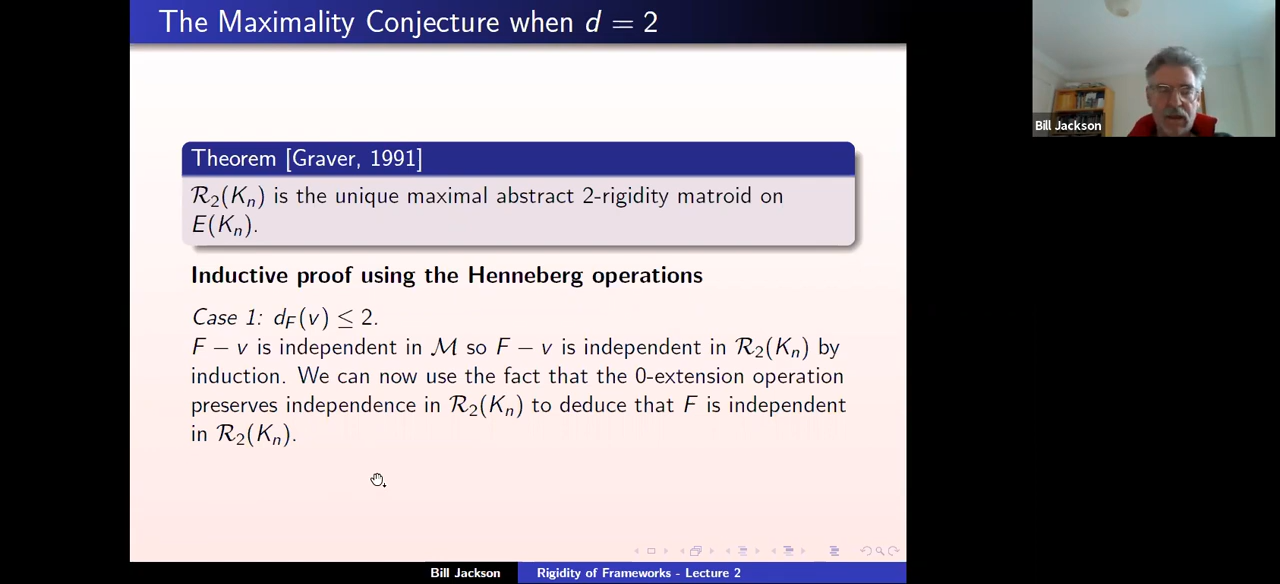 The Maximality Conjecture when d = 2
Bill Jackson
Theorem [Graver, 1991]
R₂(Kₙ) is the unique maximal abstract 2-rigidity matroid on
E(Kₙ).
Inductive proof using the Henneberg operations
Case 1: d_F(v) ≤ 2.
F − v is independent in M so F − v is independent in R₂(Kₙ) by
induction. We can now use the fact that the 0-extension operation
preserves independence in R₂(Kₙ) to deduce that F is independent
in R₂(Kₙ).
Bill Jackson
Rigidity of Frameworks - Lecture 2